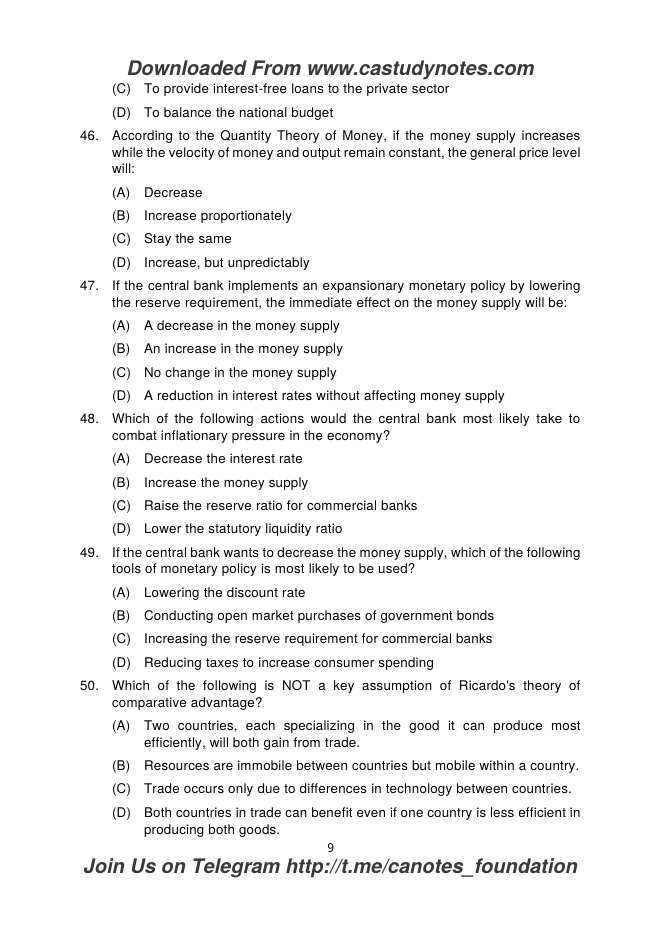 Downloaded From www.castudynotes.com
(C) To provide interest-free loans to the private sector
(D) To balance the national budget
46. According to the Quantity Theory of Money, if the money supply increases
while the velocity of money and output remain constant, the general price level
will:
(A) Decrease
(B) Increase proportionately
(C) Stay the same
(D) Increase, but unpredictably
47. If the central bank implements an expansionary monetary policy by lowering
the reserve requirement, the immediate effect on the money supply will be:
(A) A decrease in the money supply
(B) An increase in the money supply
(C) No change in the money supply
(D) A reduction in interest rates without affecting money supply
48. Which of the following actions would the central bank most likely take to
combat inflationary pressure in the economy?
(A) Decrease the interest rate
(B) Increase the money supply
(C) Raise the reserve ratio for commercial banks
(D) Lower the statutory liquidity ratio
49. If the central bank wants to decrease the money supply, which of the following
tools of monetary policy is most likely to be used?
(A) Lowering the discount rate
(B) Conducting open market purchases of government bonds
(C) Increasing the reserve requirement for commercial banks
(D) Reducing taxes to increase consumer spending
50. Which of the following is NOT a key assumption of Ricardo's theory of
comparative advantage?
(A) Two countries, each specializing in the good it can produce most
efficiently, will both gain from trade.
(B) Resources are immobile between countries but mobile within a country.
(C) Trade occurs only due to differences in technology between countries.
(D) Both countries in trade can benefit even if one country is less efficient in
producing both goods.
9
Join Us on Telegram http://t.me/canotes_foundation